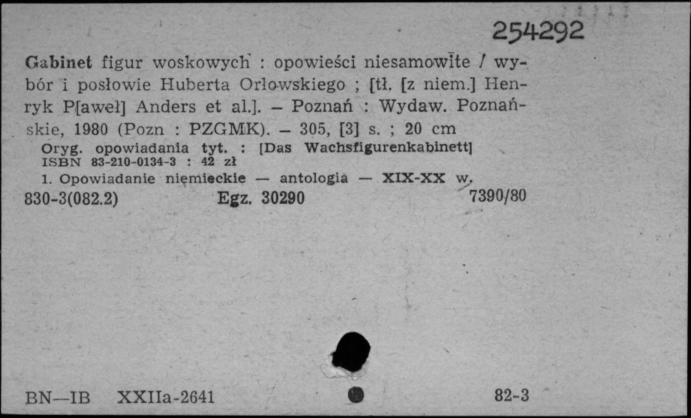 254292
Gabinet figur woskowych : opowieści niesamowite / wy-
bór i posłowie Huberta Orłowskiego ; [tł. [z niem.] Hen-
ryk P[aweł] Anders et al.]. — Poznań : Wydaw. Poznań-
skie, 1980 (Pozn : PZGMK). — 305, [3] s. ; 20 cm
Oryg. opowiadania tyt. : [Das Wachsfigurenkabinett]
ISBN 83-210-0134-3 : 42 zł
1. Opowiadanie niemieckie — antologia — XIX-XX w.
830-3(082.2) Egz. 30290 7390/80
BN—IB XXIIa-2641 82-3